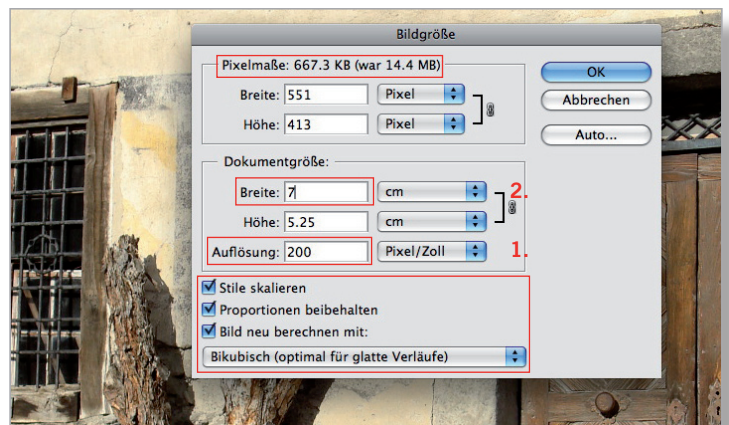 Bildgröße
Pixelmaße: 667.3 KB (war 14.4 MB)
Breite: 551 Pixel
Höhe: 413 Pixel
OK
Abbrechen
Auto...
Dokumentgröße:
Breite: 7 cm 2.
Höhe: 5.25 cm
Auflösung: 200 Pixel/Zoll 1.
Stile skalieren
Proportionen beibehalten
Bild neu berechnen mit:
Bikubisch (optimal für glatte Verläufe)